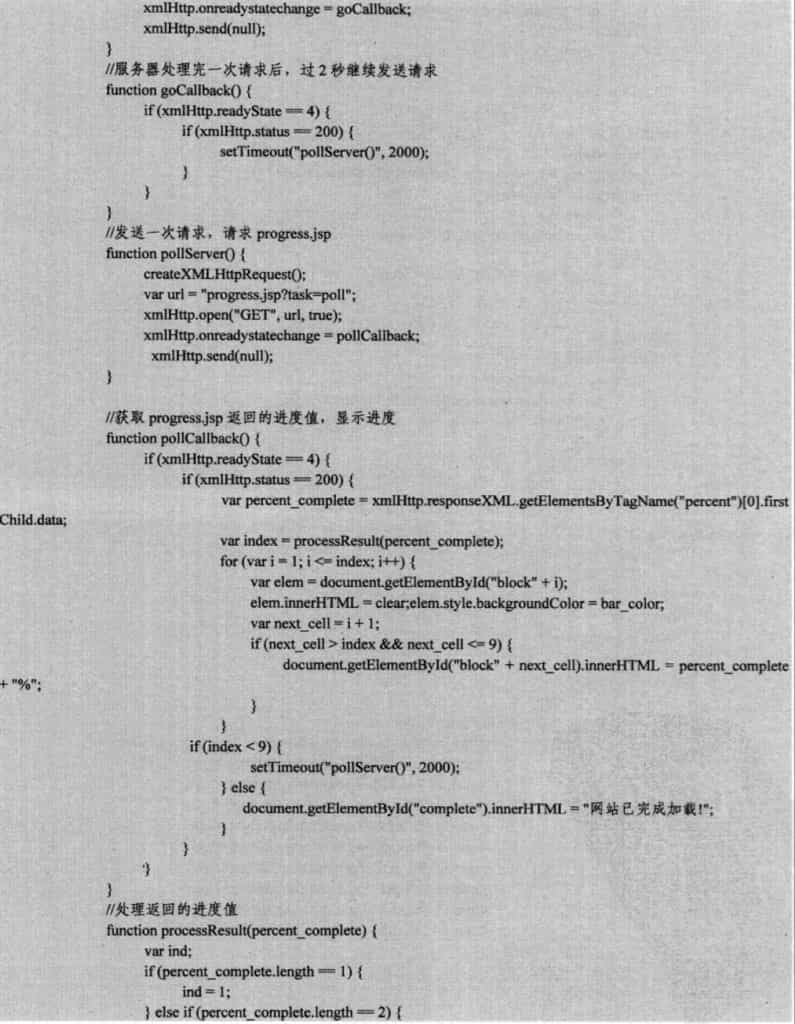 xmlHttp.onreadystatechange = goCallback;
xmlHttp.send(null);
}
//服务器处理完一次请求后，过2秒继续发送请求
function goCallback() {
if (xmlHttp.readyState == 4) {
if (xmlHttp.status == 200) {
setTimeout("pollServer()", 2000);
}
}
}
//发送一次请求，请求 progress.jsp
function pollServer() {
createXMLHttpRequest();
var url = "progress.jsp?task=poll";
xmlHttp.open("GET", url, true);
xmlHttp.onreadystatechange = pollCallback;
xmlHttp.send(null);
}
//获取 progress.jsp 返回的进度值，显示进度
function pollCallback() {
if (xmlHttp.readyState == 4) {
if (xmlHttp.status == 200) {
var percent_complete = xmlHttp.responseXML.getElementsByTagName("percent")[0].first
Child.data;
var index = processResult(percent_complete);
for (var i = 1; i <= index; i++) {
var elem = document.getElementById("block" + i);
elem.innerHTML = clear;elem.style.backgroundColor = bar_color;
var next_cell = i + 1;
if (next_cell > index && next_cell <= 9) {
document.getElementById("block" + next_cell).innerHTML = percent_complete
+ "%";
}
}
if (index < 9) {
setTimeout("pollServer()", 2000);
} else {
document.getElementById("complete").innerHTML = "网站已完成加载!";
}
}
}
}
//处理返回的进度值
function processResult(percent_complete) {
var ind;
if (percent_complete.length == 1) {
ind = 1;
} else if (percent_complete.length == 2) {